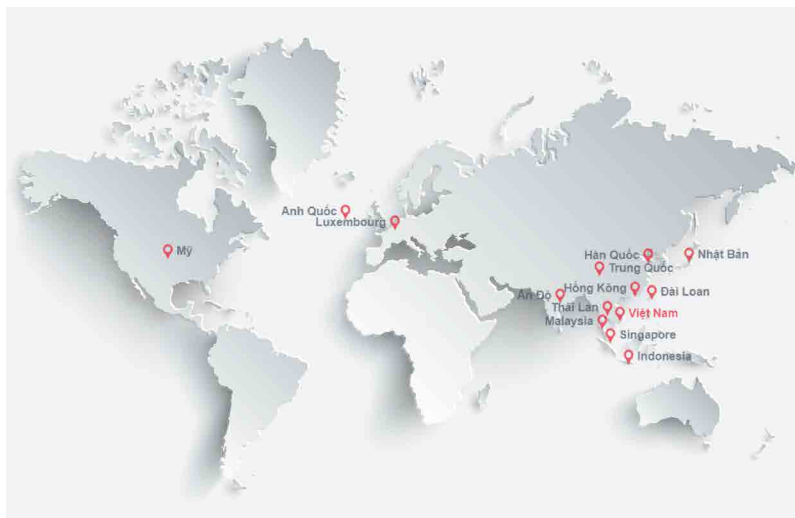 Anh Quốc
Luxembourg
Mỹ
Hàn Quốc
Nhật Bản
Trung Quốc
Hồng Kông
Đài Loan
Ấn Độ
Thái Lan
Việt Nam
Malaysia
Singapore
Indonesia